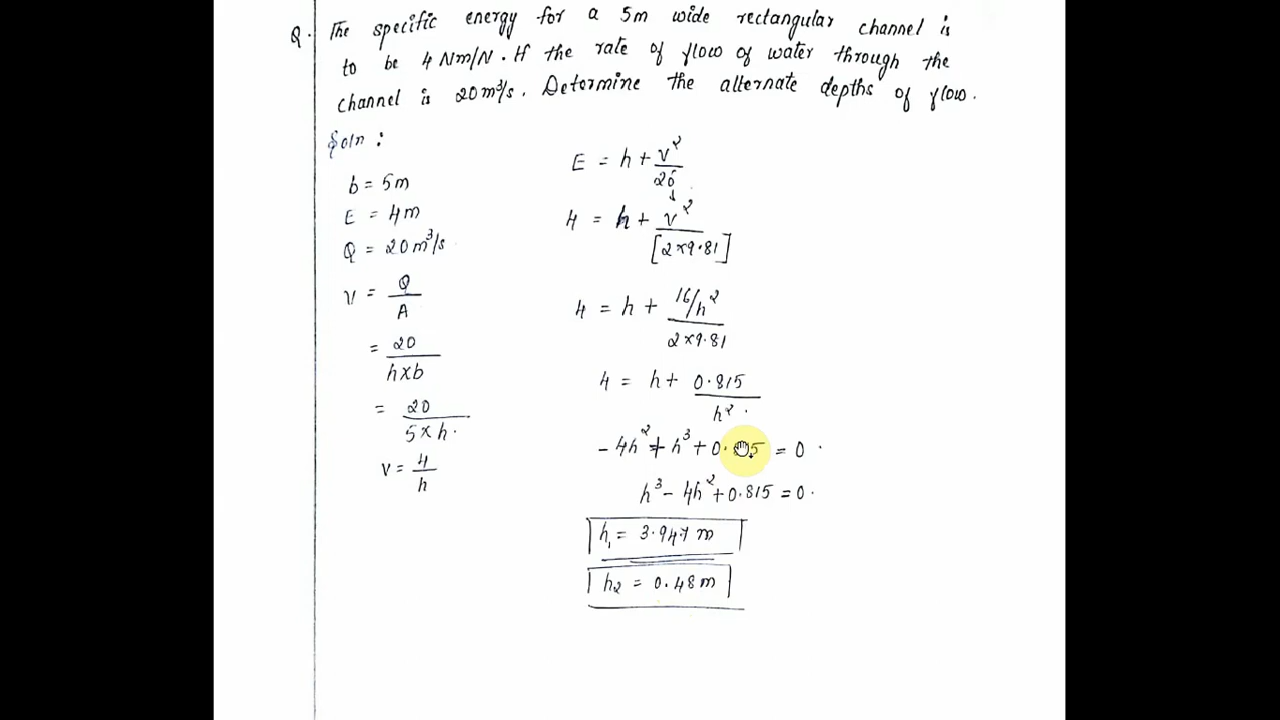 Q. The specific energy for a 5m wide rectangular channel is
to be 4 Nm/N. If the rate of flow of water through the
channel is 20m³/s. Determine the alternate depths of flow.
Soln :
b = 5m
E = 4m
Q = 20m³/s
V = Q/A
= 20/(h×b)
= 20/(5×h).
V = 4/h
E = h + V²/2g
4 = h + V²/[2×9.81]
4 = h + (16/h²)/(2×9.81)
4 = h + 0.815/h².
-4h² + h³ + 0. 5 = 0.
h³ - 4h² + 0.815 = 0.
h₁ = 3.947 m
h₂ = 0.48m